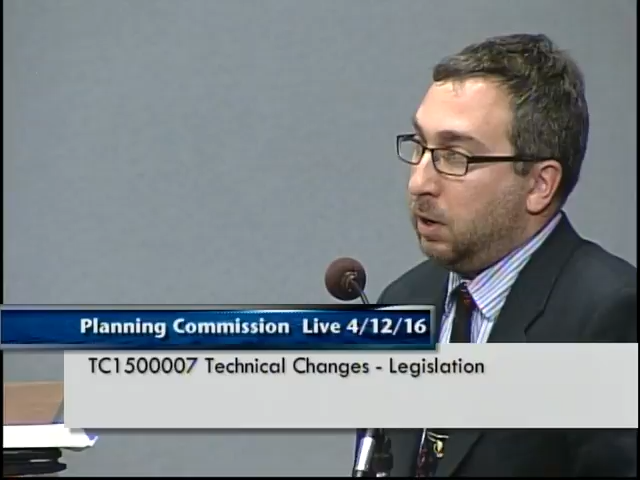 Planning Commission Live 4/12/16
TC1500007 Technical Changes - Legislation